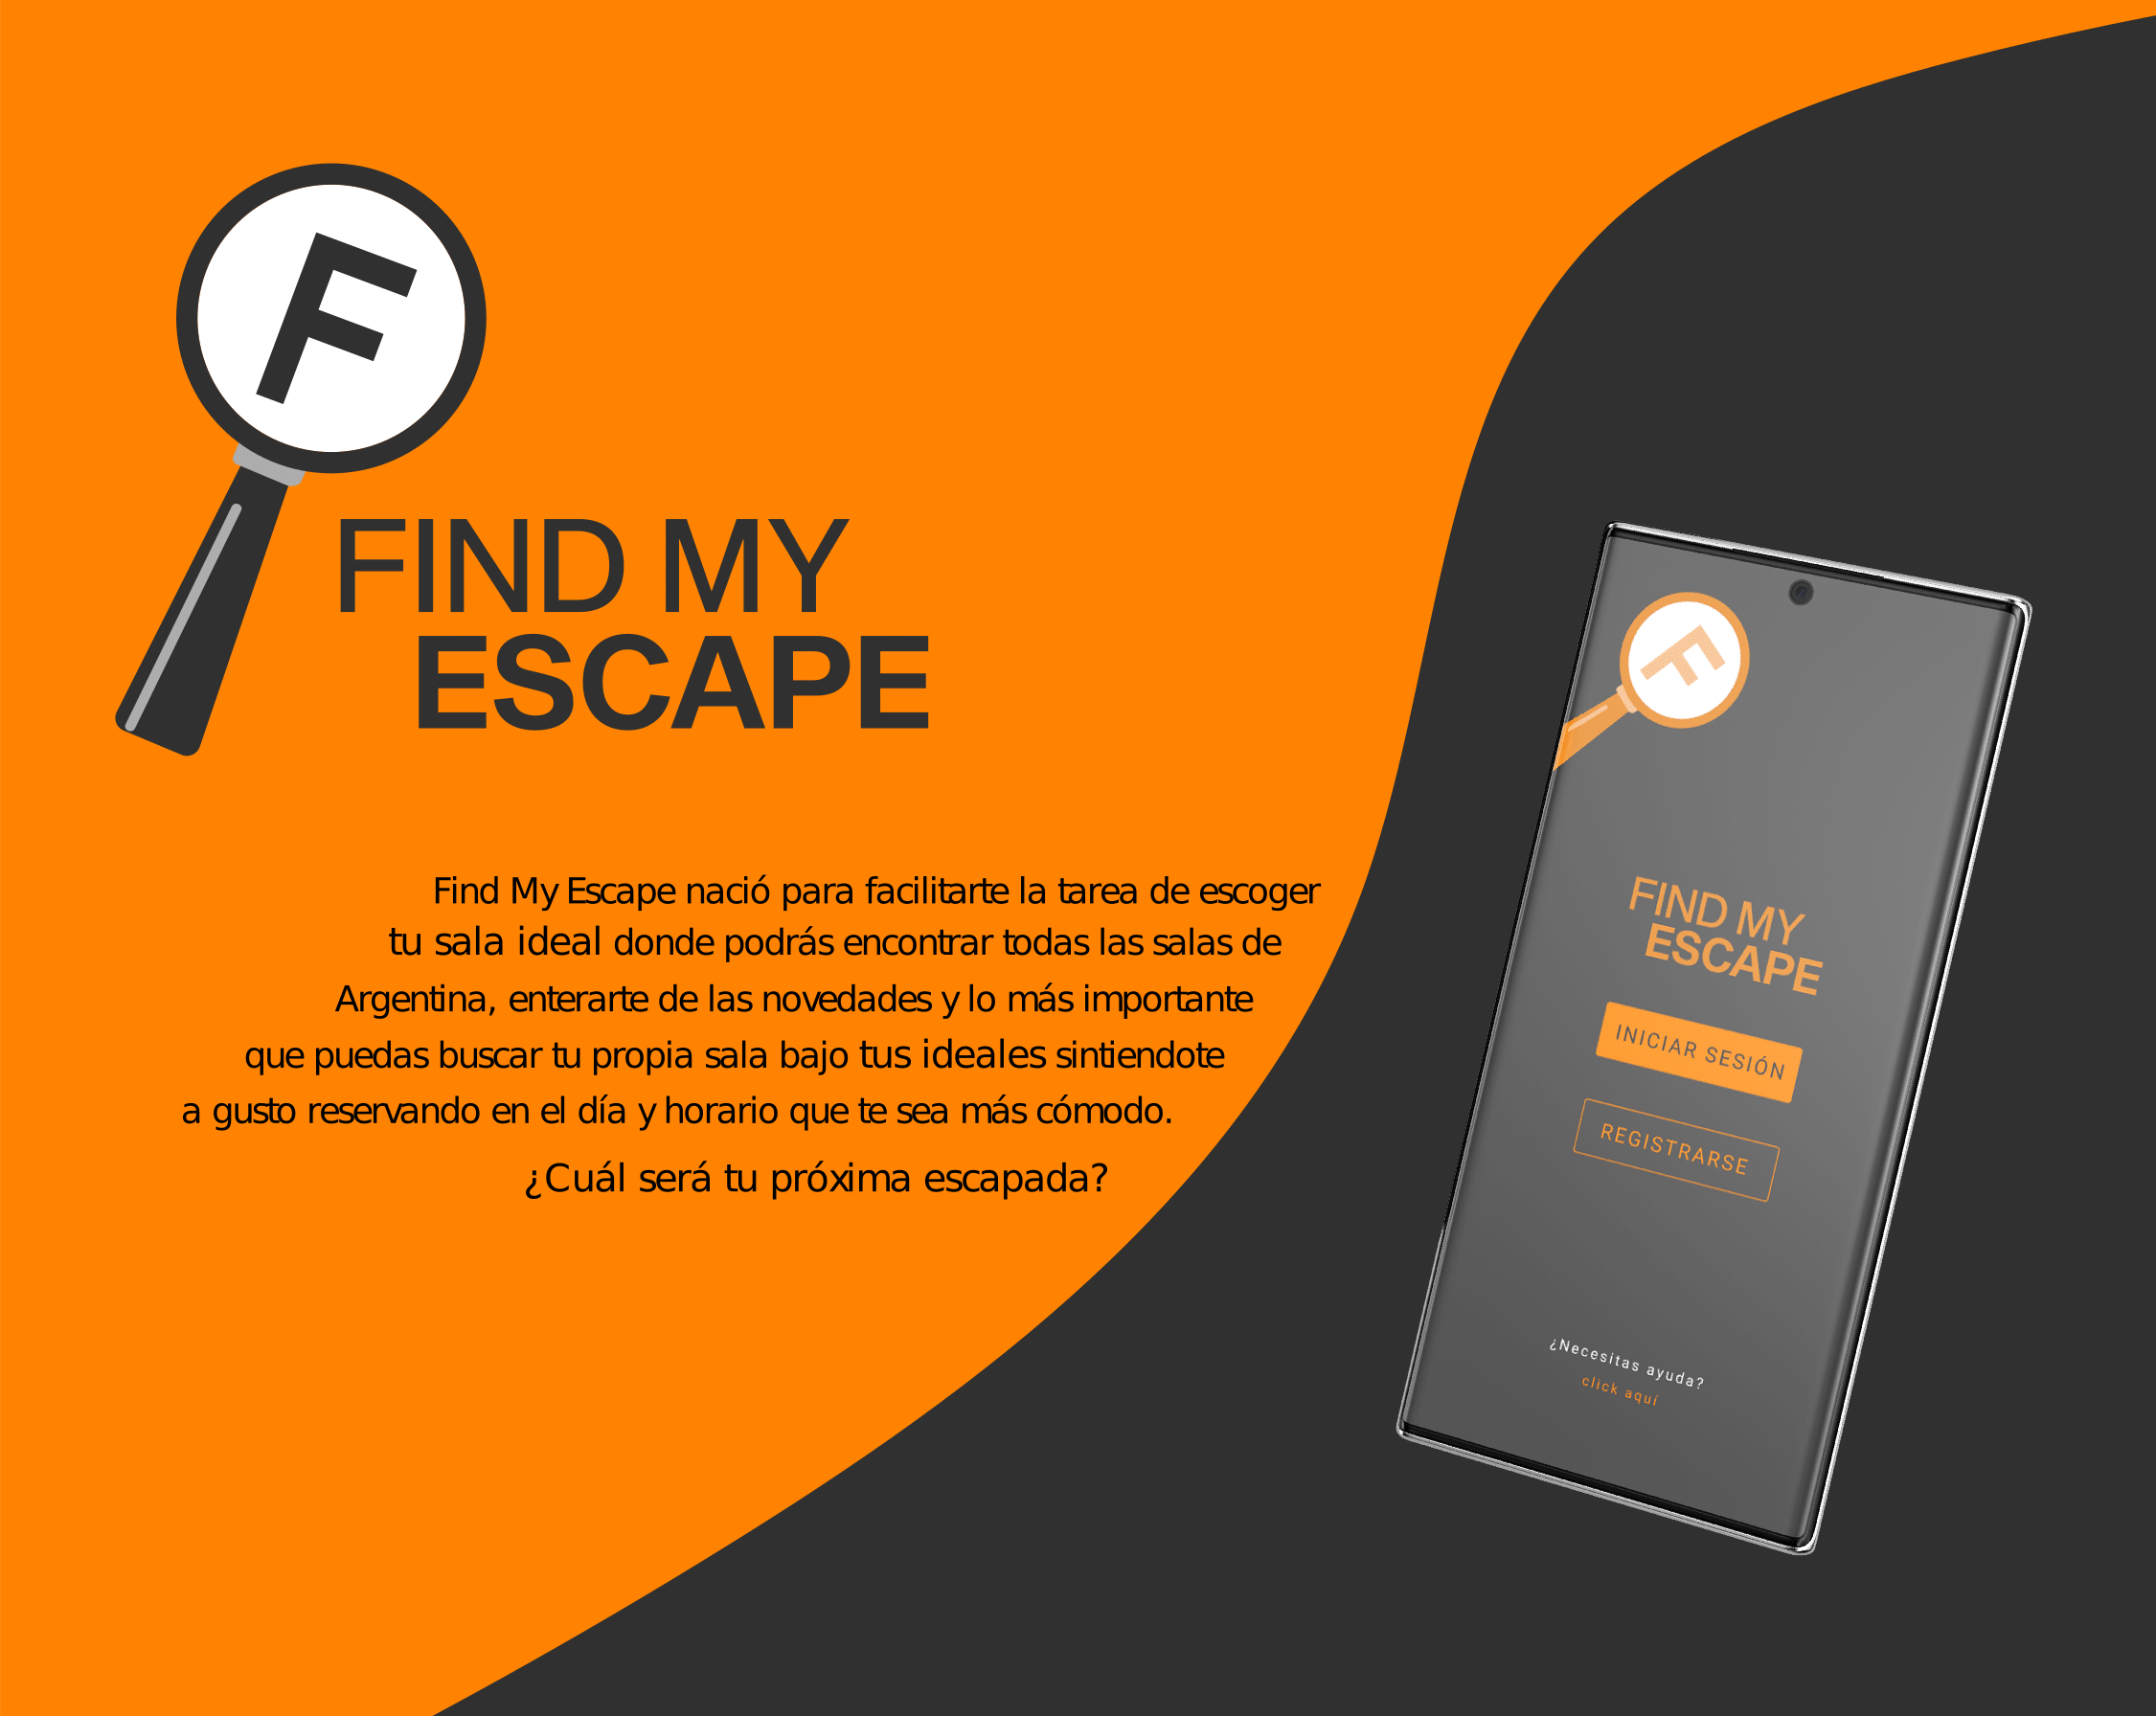 F
FIND MY
ESCAPE
Find My Escape nació para facilitarte la tarea de escoger
tu sala ideal donde podrás encontrar todas las salas de
Argentina, enterarte de las novedades y lo más importante
que puedas buscar tu propia sala bajo tus ideales sintiendote
a gusto reservando en el día y horario que te sea más cómodo.
¿Cuál será tu próxima escapada?
F
FIND MY
ESCAPE
INICIAR SESIÓN
REGISTRARSE
¿Necesitas ayuda?
click aquí